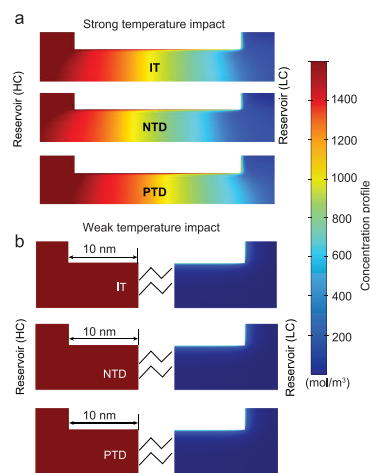 a
Strong temperature impact
Reservoir (HC)
IT
NTD
PTD
Reservoir (LC)
1400
1200
1000
800
600
400
200
Concentration profile
(mol/m³)
b
Weak temperature impact
Reservoir (HC)
10 nm
IT
10 nm
NTD
10 nm
PTD
Reservoir (LC)